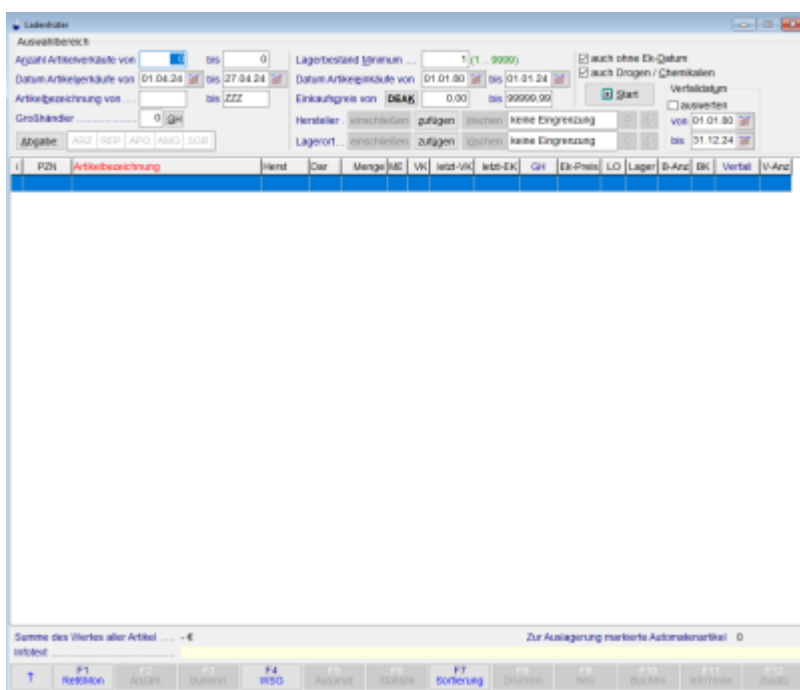 Ladenhüter
Auswahlbereich
Anzahl Artikelverkäufe von 0 bis 0 Lagerbestand Minimum .... 1 (1 .. 9999) auch ohne Ek-Datum
Datum Artikelverkäufe von 01.04.24 bis 27.04.24 Datum Artikeleinkäufe von 01.01.80 bis 01.01.24 auch Drogen / Chemikalien
Artikelbezeichnung von ..... bis ZZZ Einkaufspreis von DEAK 0,00 bis 99999,99 Start Verfalldatum
auswerten
Großhändler ..................... 0 GH Hersteller . einschließen zufügen löschen keine Eingrenzung von 01.01.80
Abgabe: ARZ REP APO AMG SGB Lagerort ... einschließen zufügen löschen keine Eingrenzung bis 31.12.24
I PZN Artikelbezeichnung Herst Dar Menge ME VK letzt-VK letzt-EK GH Ek-Preis LO Lager B-Anz BK Verfall V-Anz
Summe des Wertes aller Artikel ..... - € Zur Auslagerung markierte Automatenartikel 0
Infotext ...............................
↑ F1 F2 F3 F4 F5 F6 F7 F8 F9 F10 F11 F12
Reflktion Anzahl WSG Automat Statistik Sortierung Drucken Neu Buchen Info/Texte Zusatz